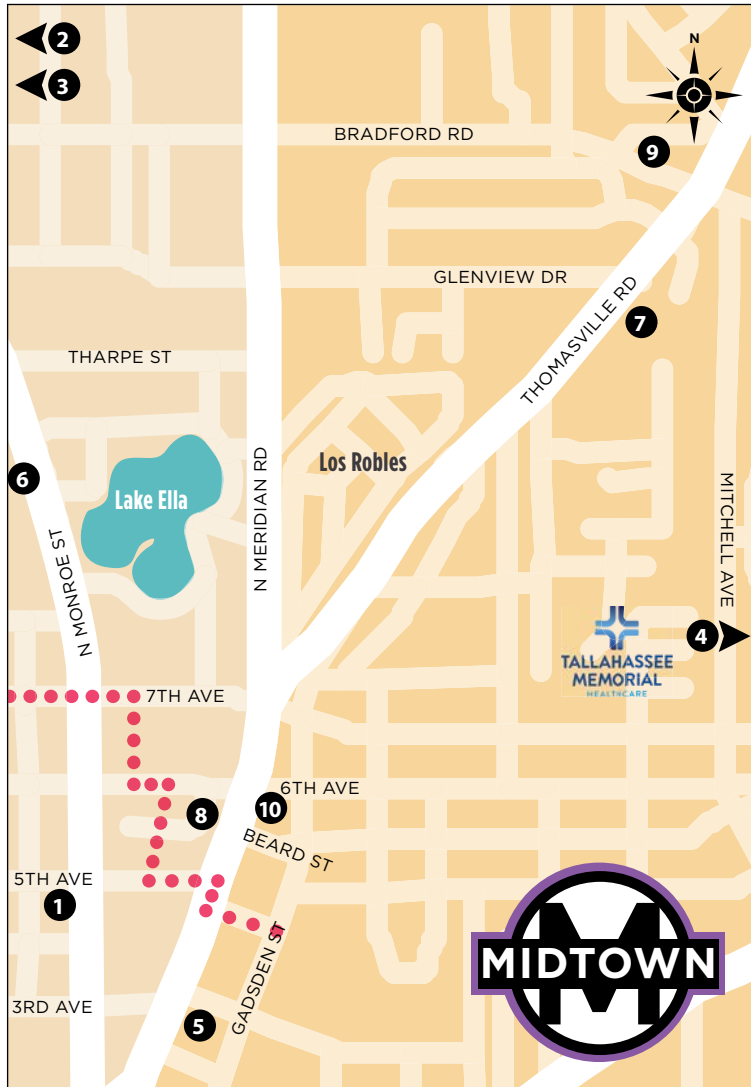 2
N
3
BRADFORD RD
9
GLENVIEW DR
7
THOMASVILLE RD
THARPE ST
Los Robles
6
Lake Ella
N MERIDIAN RD
MITCHELL AVE
N MONROE ST
4
TALLAHASSEE
MEMORIAL
HEALTHCARE
7TH AVE
6TH AVE
10
8
BEARD ST
5TH AVE
1
GADSDEN ST
M
MIDTOWN
3RD AVE
5